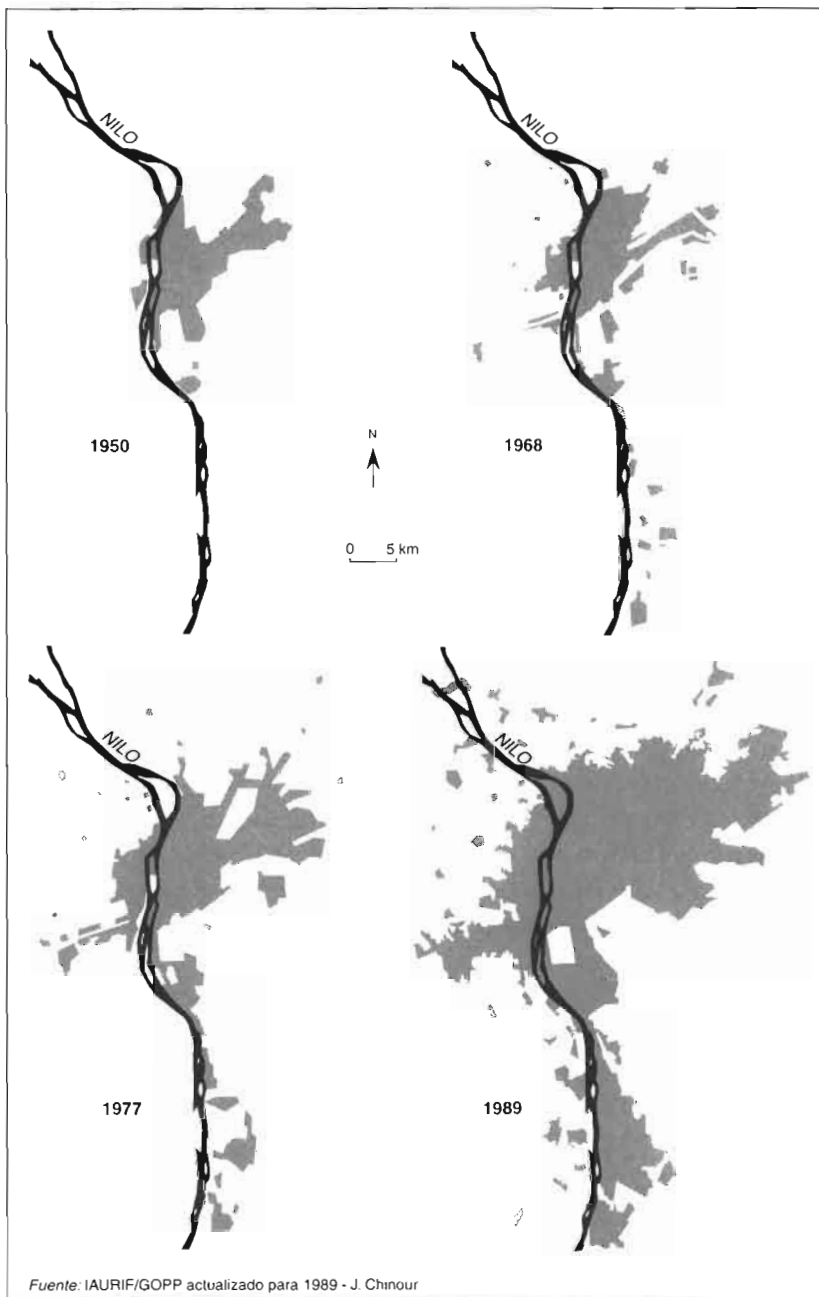 NILO
NILO
1950
N
1968
0 5 km
NILO
NILO
1977
1989
Fuente: IAURIF/GOPP actualizado para 1989 - J. Chinour